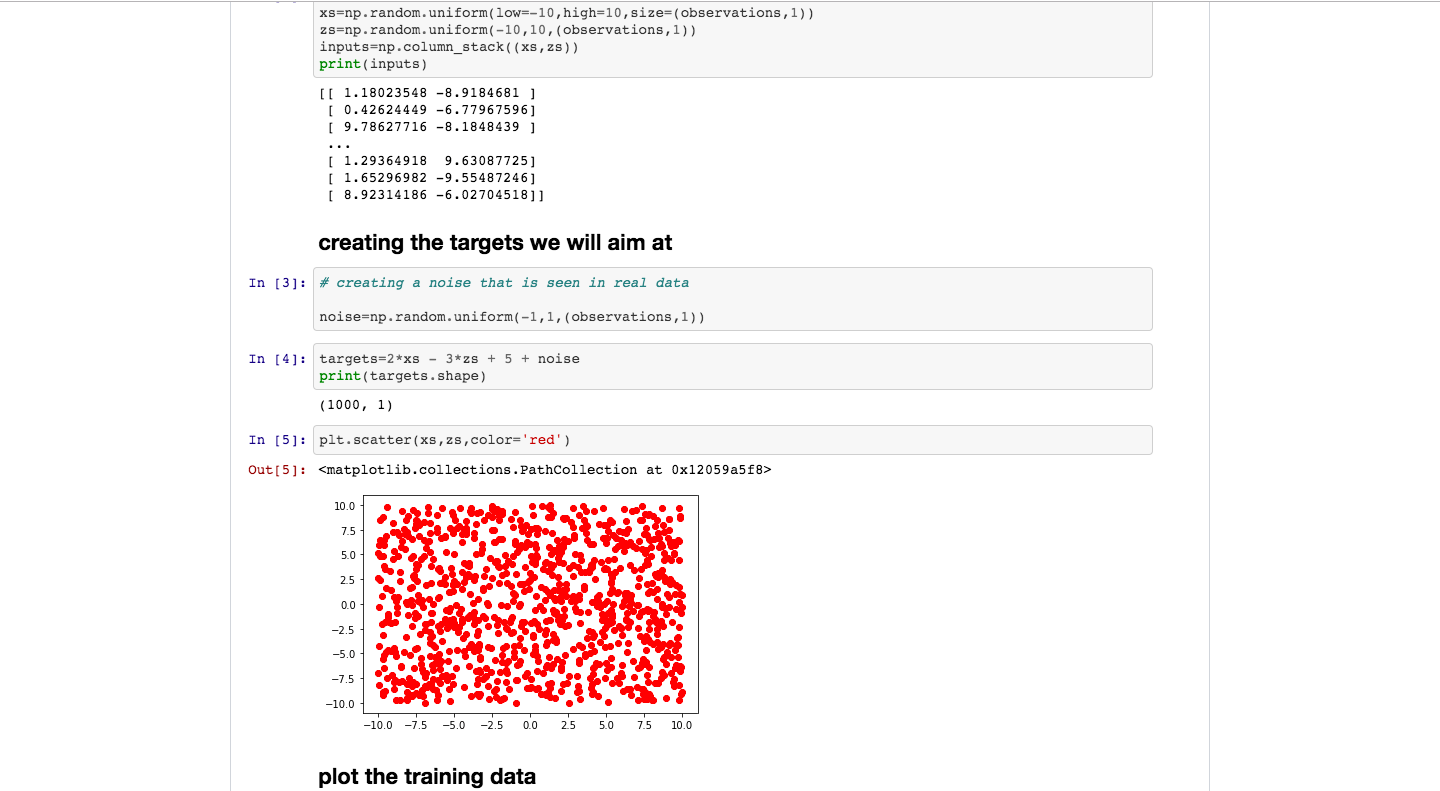 xs=np.random.uniform(low=-10,high=10,size=(observations,1))
zs=np.random.uniform(-10,10,(observations,1))
inputs=np.column_stack((xs,zs))
print(inputs)
[[ 1.18023548 -8.9184681 ]
[ 0.42624449 -6.77967596]
[ 9.78627716 -8.1848439 ]
...
[ 1.29364918  9.63087725]
[ 1.65296982 -9.55487246]
[ 8.92314186 -6.02704518]]
creating the targets we will aim at
In [3]: # creating a noise that is seen in real data
noise=np.random.uniform(-1,1,(observations,1))
In [4]: targets=2*xs - 3*zs + 5 + noise
print(targets.shape)
(1000, 1)
In [5]: plt.scatter(xs,zs,color='red')
Out[5]: <matplotlib.collections.PathCollection at 0x12059a5f8>
10.0
7.5
5.0
2.5
0.0
−2.5
−5.0
−7.5
−10.0
−10.0 −7.5 −5.0 −2.5 0.0 2.5 5.0 7.5 10.0
plot the training data